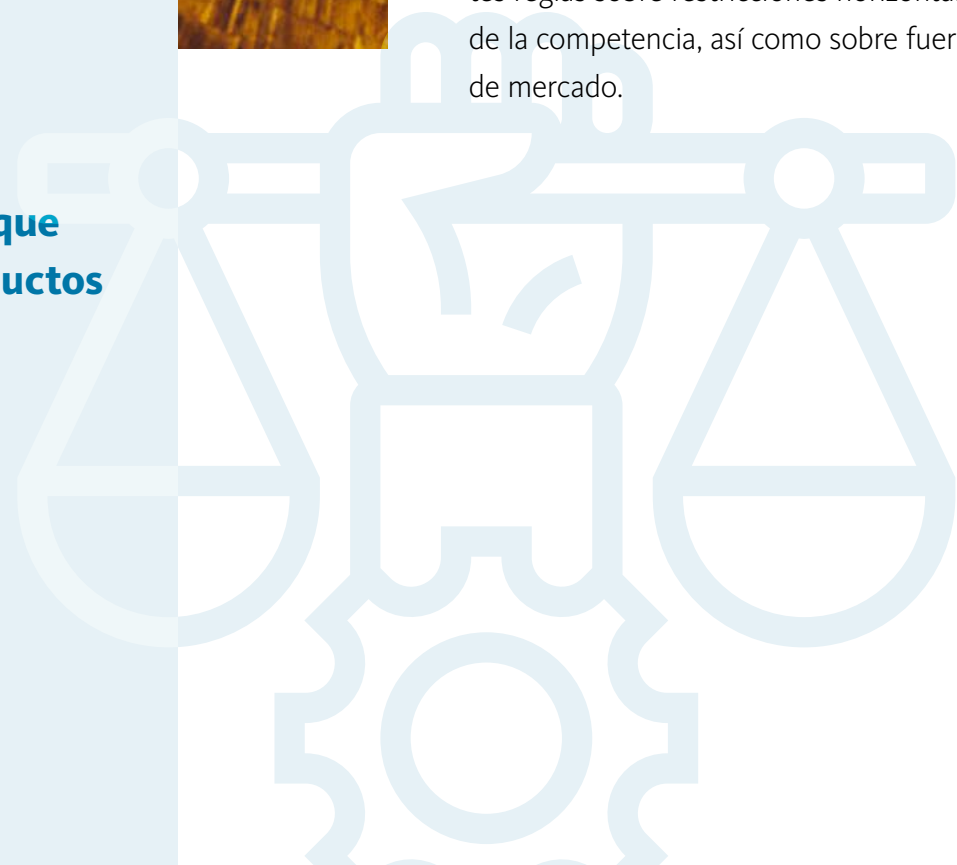 de la competencia, así como sobre fuer
de mercado.
que
uctos